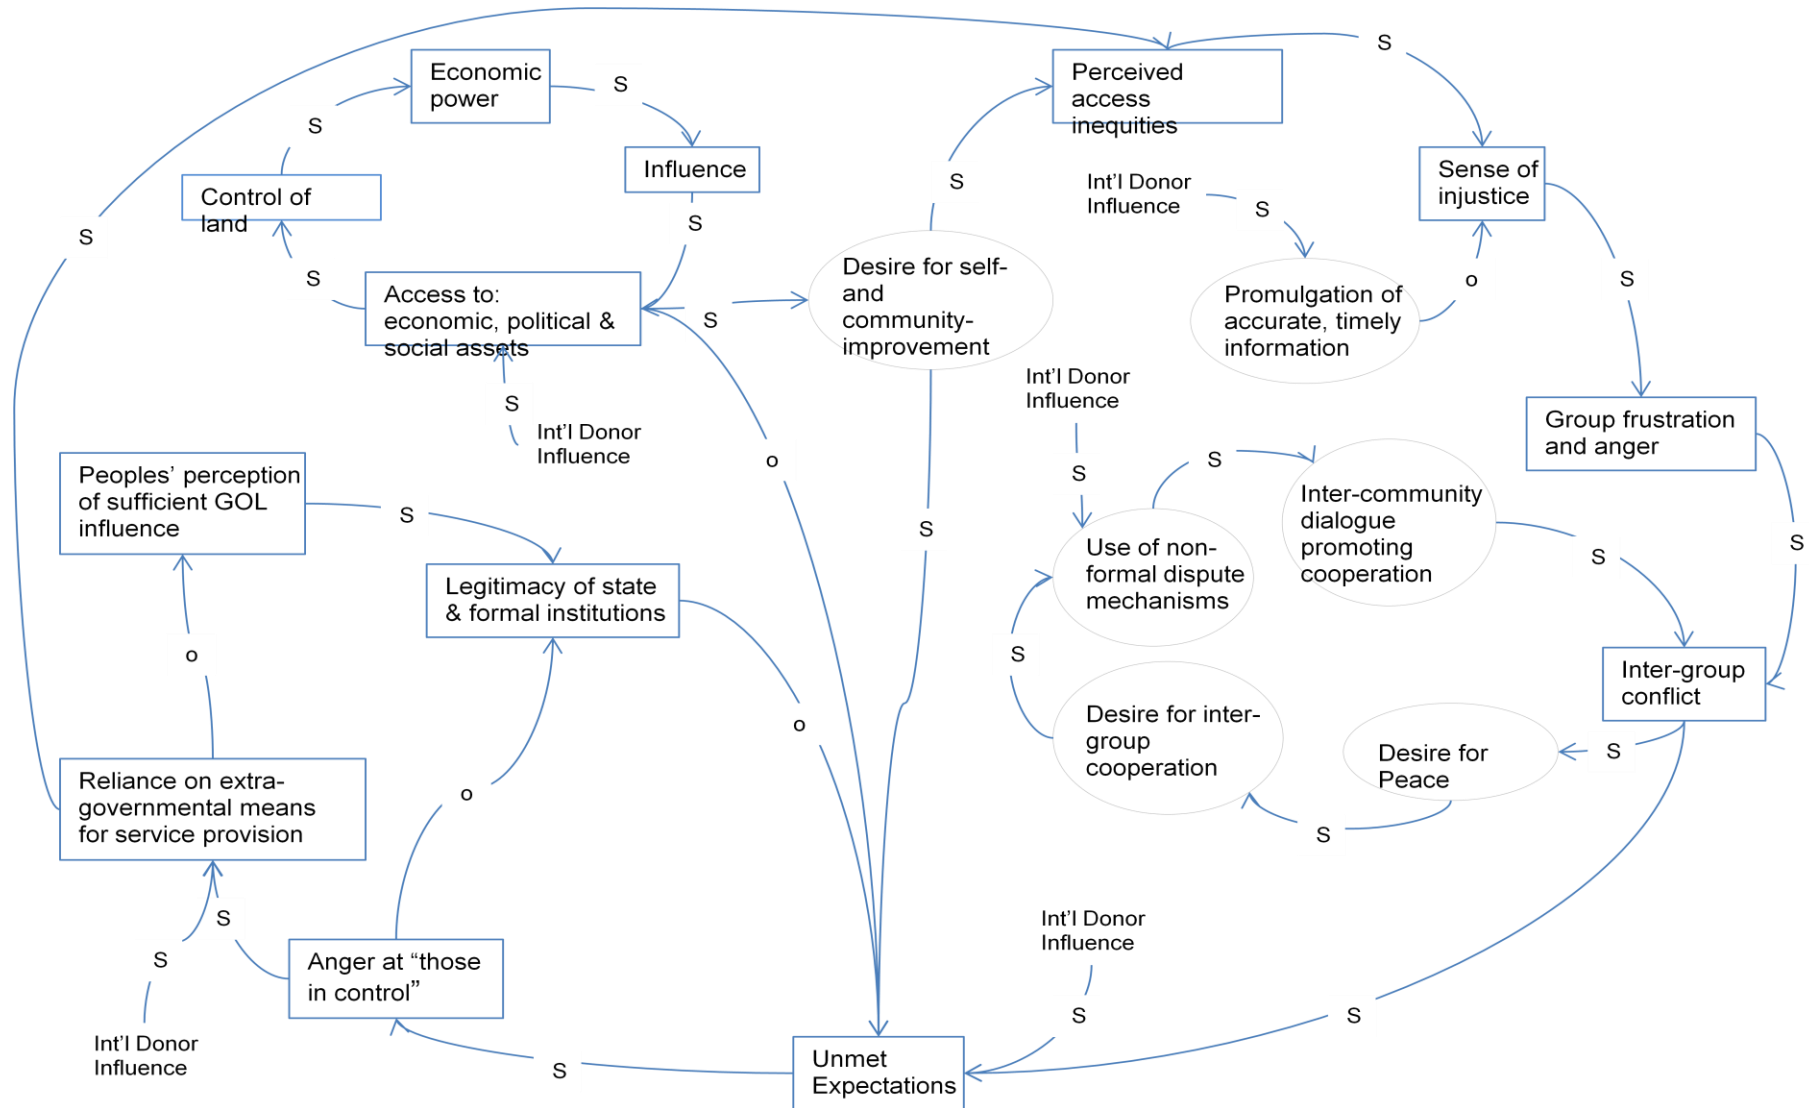 S
Economic
power
S
Perceived
access
inequities
S
S
Influence
Control of
land
S
Int'l Donor
Influence
S
Sense of
injustice
S
S
S
Access to:
economic, political &
social assets
S
Desire for self-
and
community-
improvement
Promulgation of
accurate, timely
information
o
S
S
Int'l Donor
Influence
S
Int'l Donor
Influence
Group frustration
and anger
Peoples' perception
of sufficient GOL
influence
S
o
S
S
S
Inter-community
dialogue
promoting
cooperation
S
S
Use of non-
formal dispute
mechanisms
Legitimacy of state
& formal institutions
o
S
Inter-group
conflict
o
Desire for inter-
group
cooperation
S
Desire for
Peace
Reliance on extra-
governmental means
for service provision
o
S
S
S
Int'l Donor
Influence
Anger at “those
in control”
S
S
Int'l Donor
Influence
S
Unmet
Expectations